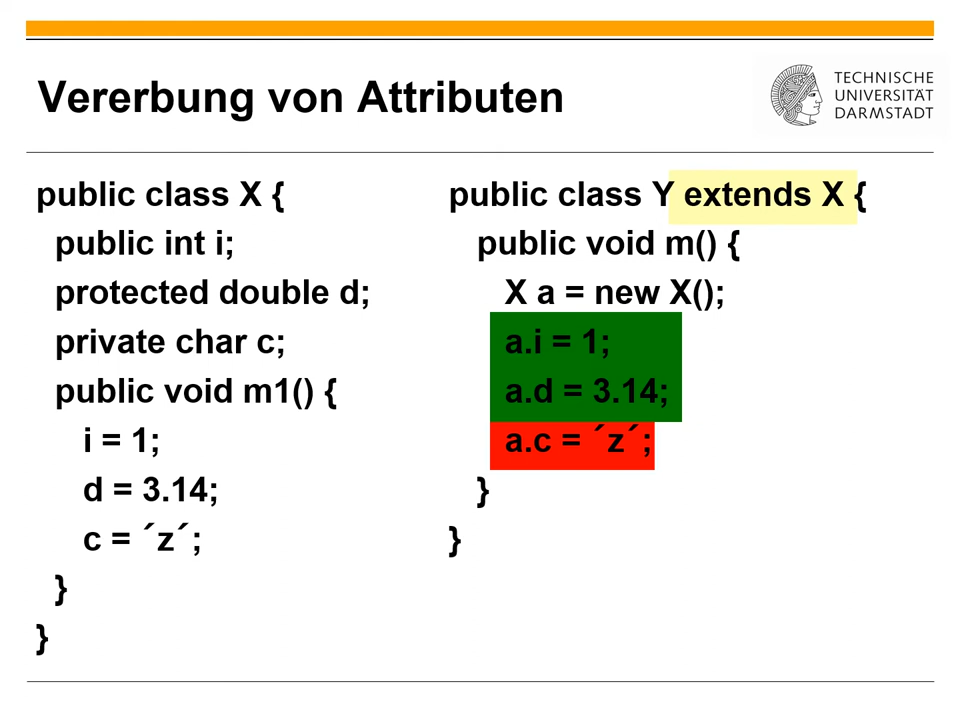 Vererbung von Attributen
TECHNISCHE
UNIVERSITÄT
DARMSTADT
public class X {
public int i;
protected double d;
private char c;
public void m1() {
i = 1;
d = 3.14;
c = ´z´;
}
}
public class Y extends X {
public void m() {
X a = new X();
a.i = 1;
a.d = 3.14;
a.c = ´z´;
}
}